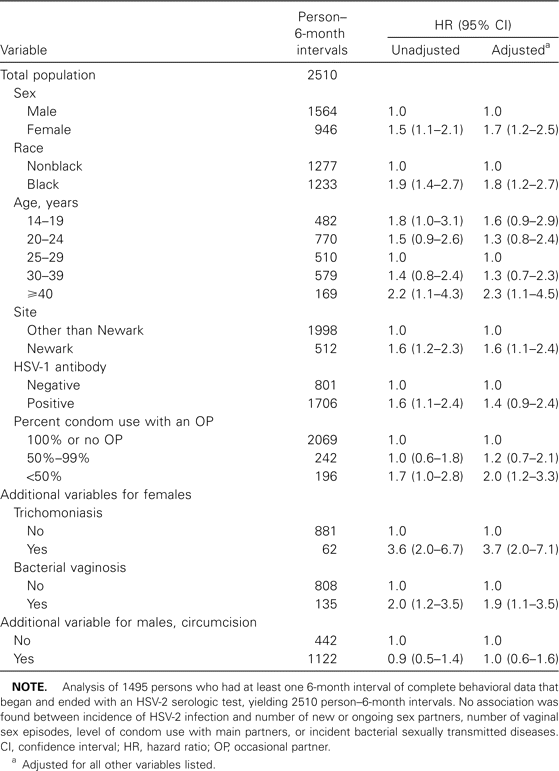 Person–
6-month HR (95% CI)
Variable intervals Unadjusted Adjusteda
Total population 2510
Sex
Male 1564 1.0 1.0
Female 946 1.5 (1.1–2.1) 1.7 (1.2–2.5)
Race
Nonblack 1277 1.0 1.0
Black 1233 1.9 (1.4–2.7) 1.8 (1.2–2.7)
Age, years
14–19 482 1.8 (1.0–3.1) 1.6 (0.9–2.9)
20–24 770 1.5 (0.9–2.6) 1.3 (0.8–2.4)
25–29 510 1.0 1.0
30–39 579 1.4 (0.8–2.4) 1.3 (0.7–2.3)
⩾40 169 2.2 (1.1–4.3) 2.3 (1.1–4.5)
Site
Other than Newark 1998 1.0 1.0
Newark 512 1.6 (1.2–2.3) 1.6 (1.1–2.4)
HSV-1 antibody
Negative 801 1.0 1.0
Positive 1706 1.6 (1.1–2.4) 1.4 (0.9–2.4)
Percent condom use with an OP
100% or no OP 2069 1.0 1.0
50%–99% 242 1.0 (0.6–1.8) 1.2 (0.7–2.1)
<50% 196 1.7 (1.0–2.8) 2.0 (1.2–3.3)
Additional variables for females
Trichomoniasis
No 881 1.0 1.0
Yes 62 3.6 (2.0–6.7) 3.7 (2.0–7.1)
Bacterial vaginosis
No 808 1.0 1.0
Yes 135 2.0 (1.2–3.5) 1.9 (1.1–3.5)
Additional variable for males, circumcision
No 442 1.0 1.0
Yes 1122 0.9 (0.5–1.4) 1.0 (0.6–1.6)
NOTE. Analysis of 1495 persons who had at least one 6-month interval of complete behavioral data that
began and ended with an HSV-2 serologic test, yielding 2510 person–6-month intervals. No association was
found between incidence of HSV-2 infection and number of new or ongoing sex partners, number of vaginal
sex episodes, level of condom use with main partners, or incident bacterial sexually transmitted diseases.
CI, confidence interval; HR, hazard ratio; OP, occasional partner.
a Adjusted for all other variables listed.